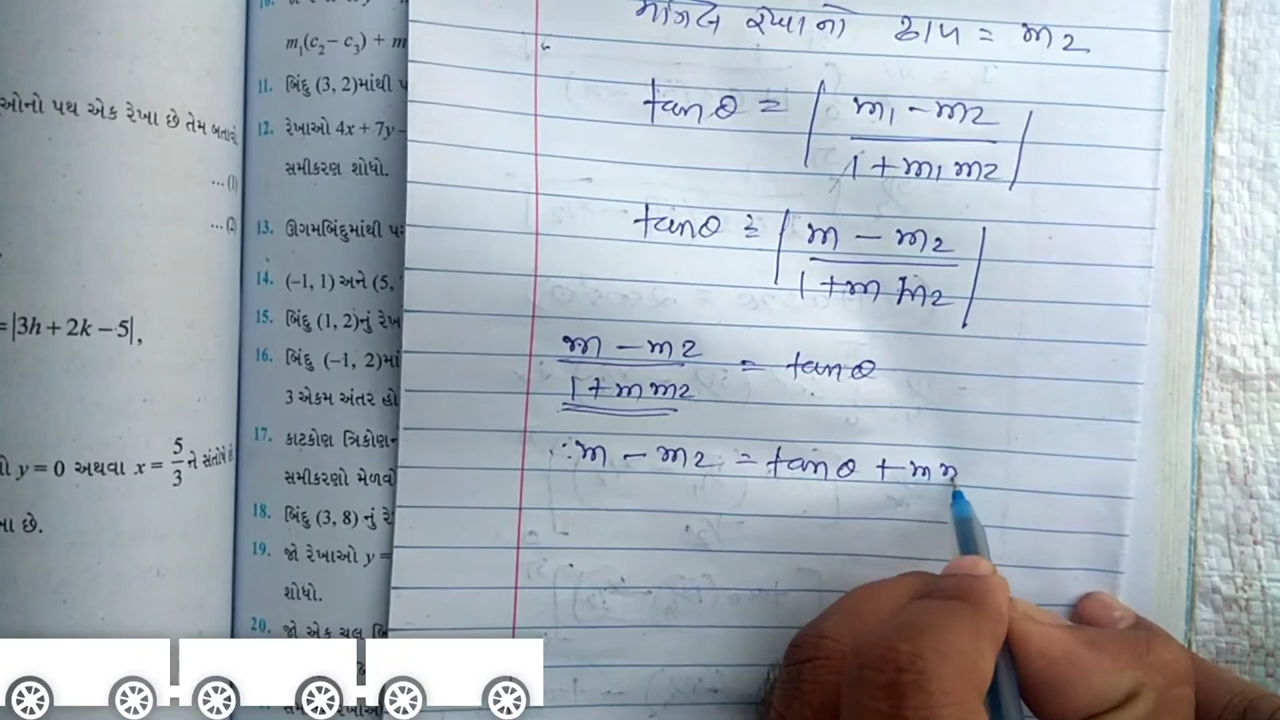 ઓનો પથ એક રેખા છે તેમ બતાવો
... (1)
... (2)
= |3h + 2k – 5|,
y = 0 અથવા x = 5/3 ને સંતોષે
છે.
m₁(c₂ – c₃) + m
11. બિંદુ (3, 2)માંથી
12. રેખાઓ 4x + 7y
સમીકરણ શોધો.
13. ઊગમબિંદુમાંથી
14. (–1, 1) અને (5,
15. બિંદુ (1, 2)નું
16. બિંદુ (–1, 2)માં
3 એકમ અંતર
17. કાટકોણ ત્રિકોણ
સમીકરણો મેળવો
18. બિંદુ (3, 8) નું
19. જો રેખાઓ y =
શોધો.
20. જો એક ચલ
માંગેલ રેખાનો ઢાળ = m2
tan θ = | m1 – m2 / 1 + m1 m2 |
tan θ = | m – m2 / 1 + m m2 |
m – m2 / 1 + m m2 = tan θ
∴ m – m2 = tan θ + m